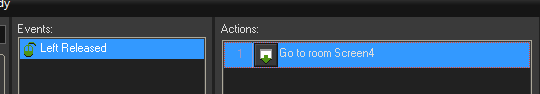 Events:
Actions:
Left Released
1 Go to room Screen4